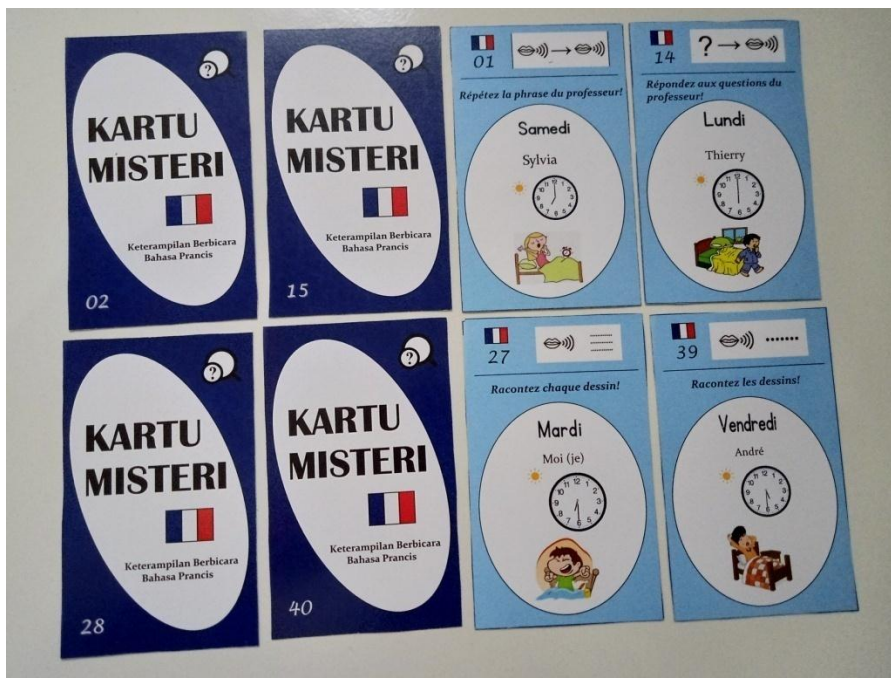 KARTU
MISTERI
Keterampilan Berbicara
Bahasa Prancis
02
KARTU
MISTERI
Keterampilan Berbicara
Bahasa Prancis
15
01
Répétez la phrase du professeur!
Samedi
Sylvia
14
?
Répondez aux questions du
professeur!
Lundi
Thierry
KARTU
MISTERI
Keterampilan Berbicara
Bahasa Prancis
28
KARTU
MISTERI
Keterampilan Berbicara
Bahasa Prancis
40
27
Racontez chaque dessin!
Mardi
Moi (je)
39
Racontez les dessins!
Vendredi
André